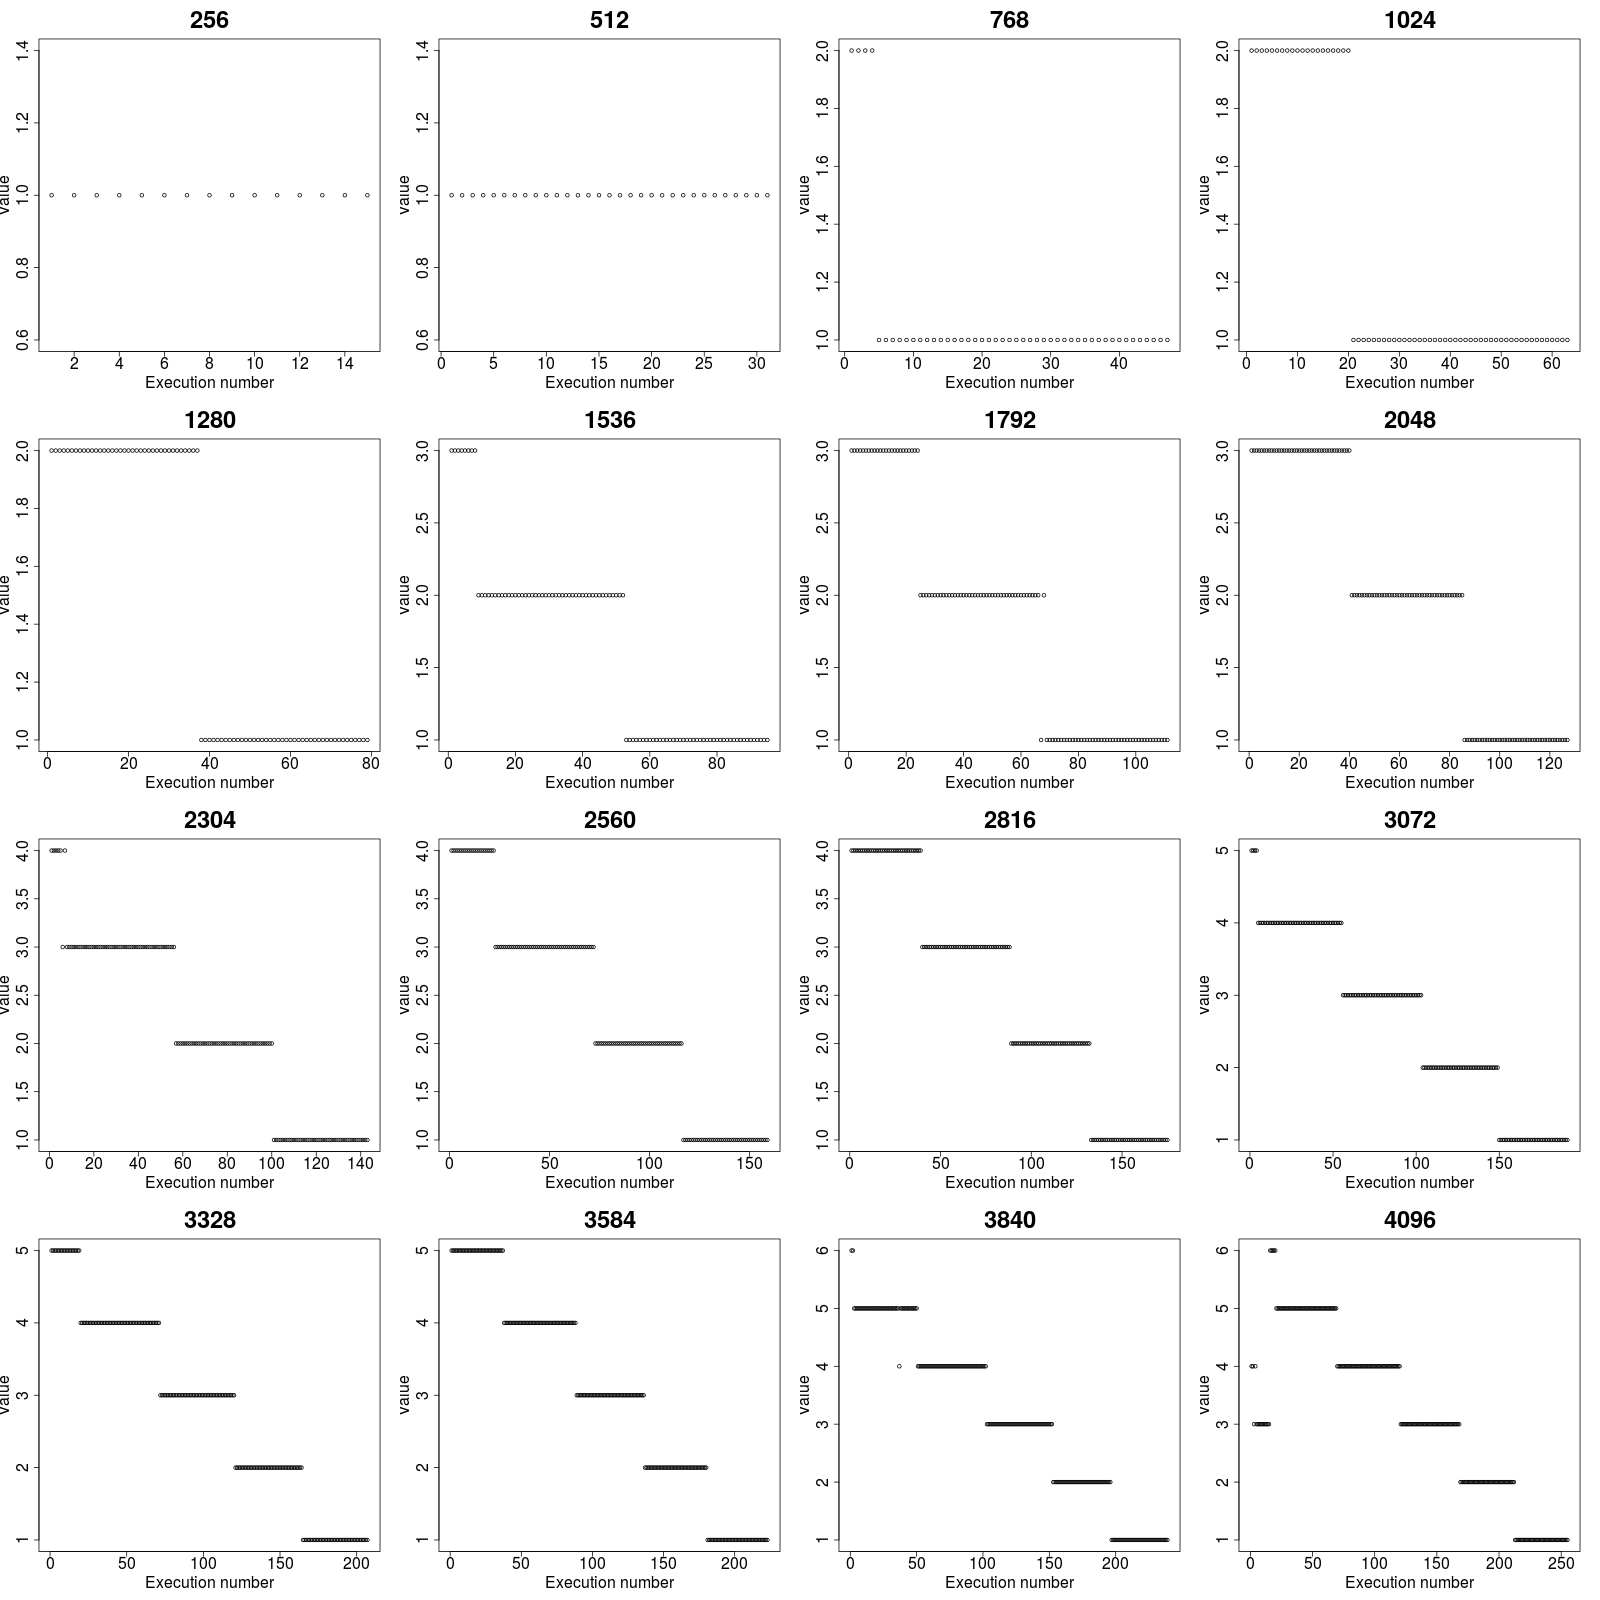 256
512
768
1024
value
0.6 0.8 1.0 1.2 1.4
2 4 6 8 10 12 14
Execution number
value
0.6 0.8 1.0 1.2 1.4
0 5 10 15 20 25 30
Execution number
value
1.0 1.2 1.4 1.6 1.8 2.0
0 10 20 30 40
Execution number
value
1.0 1.2 1.4 1.6 1.8 2.0
0 10 20 30 40 50 60
Execution number
1280
1536
1792
2048
value
1.0 1.2 1.4 1.6 1.8 2.0
0 20 40 60 80
Execution number
value
1.0 1.5 2.0 2.5 3.0
0 20 40 60 80
Execution number
value
1.0 1.5 2.0 2.5 3.0
0 20 40 60 80 100
Execution number
value
1.0 1.5 2.0 2.5 3.0
0 20 40 60 80 100 120
Execution number
2304
2560
2816
3072
value
1.0 1.5 2.0 2.5 3.0 3.5 4.0
0 20 40 60 80 100 120 140
Execution number
value
1.0 1.5 2.0 2.5 3.0 3.5 4.0
0 50 100 150
Execution number
value
1.0 1.5 2.0 2.5 3.0 3.5 4.0
0 50 100 150
Execution number
value
1 2 3 4 5
0 50 100 150
Execution number
3328
3584
3840
4096
value
1 2 3 4 5
0 50 100 150 200
Execution number
value
1 2 3 4 5
0 50 100 150 200
Execution number
value
1 2 3 4 5 6
0 50 100 150 200
Execution number
value
1 2 3 4 5 6
0 50 100 150 200 250
Execution number